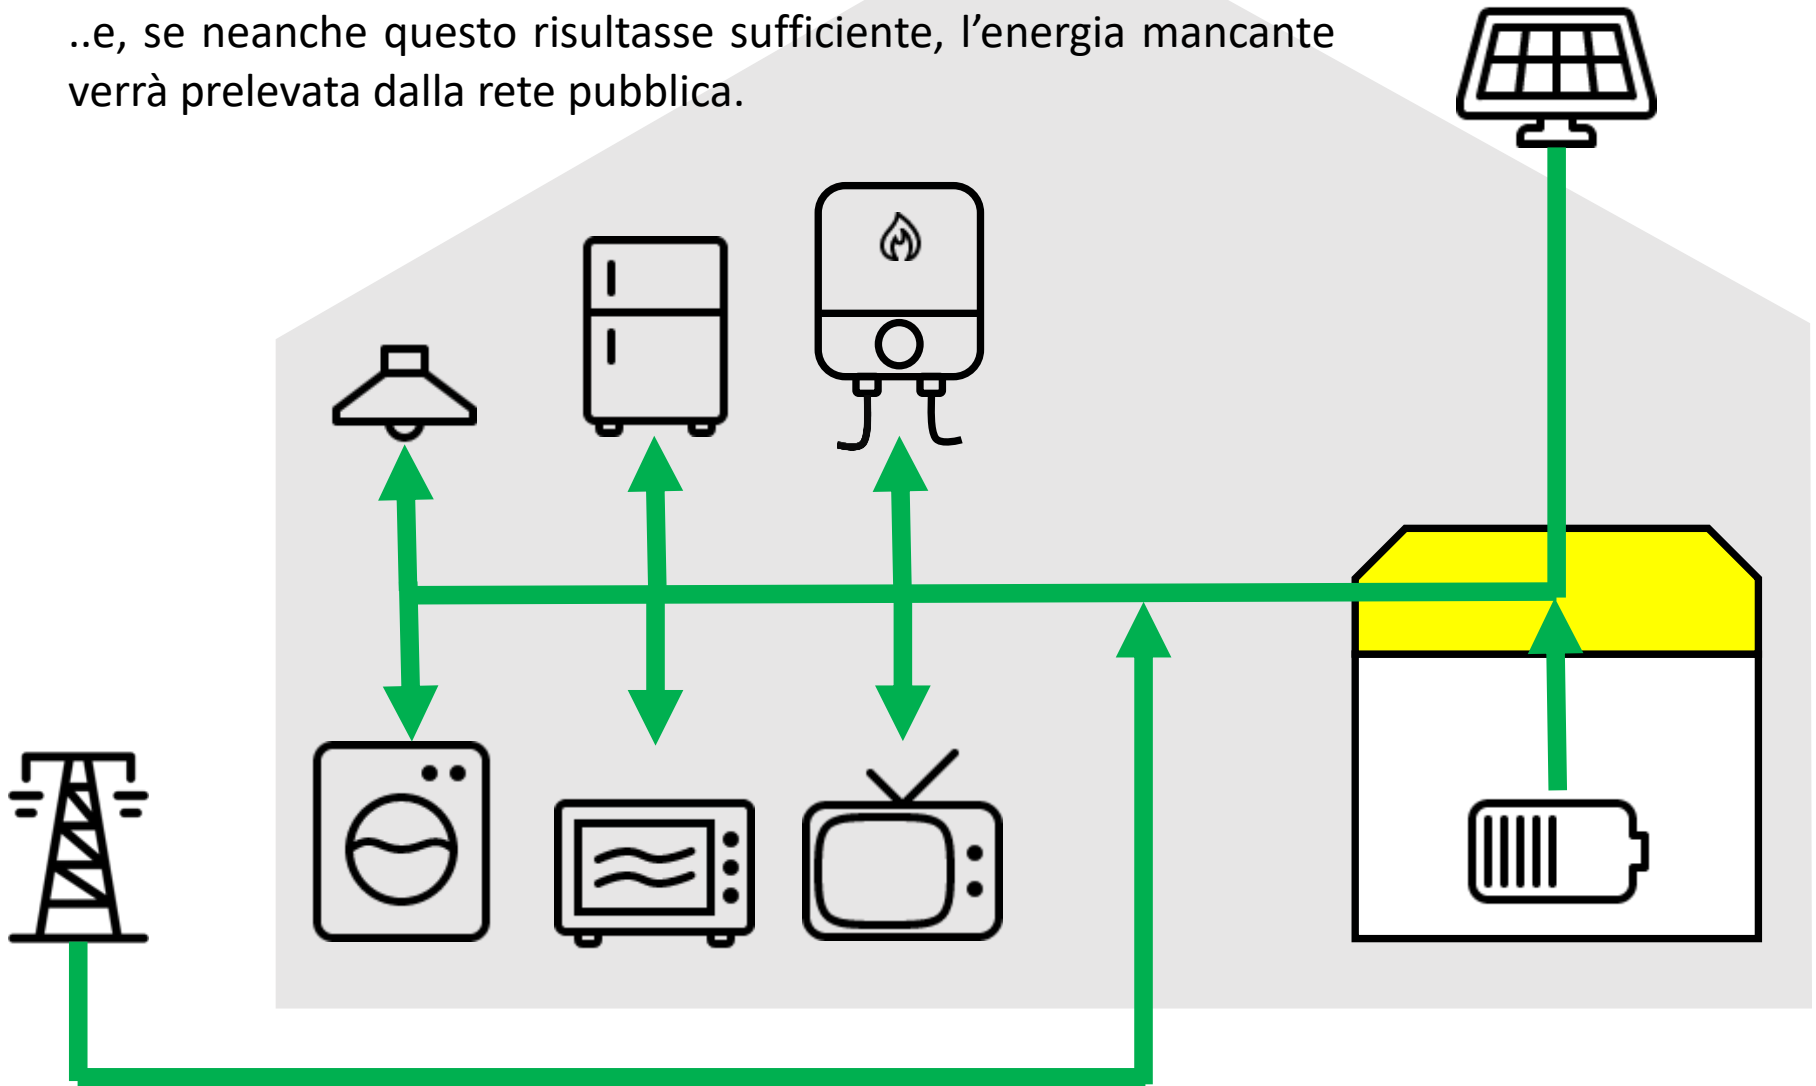 ..e, se neanche questo risultasse sufficiente, l’energia mancante
verrà prelevata dalla rete pubblica.